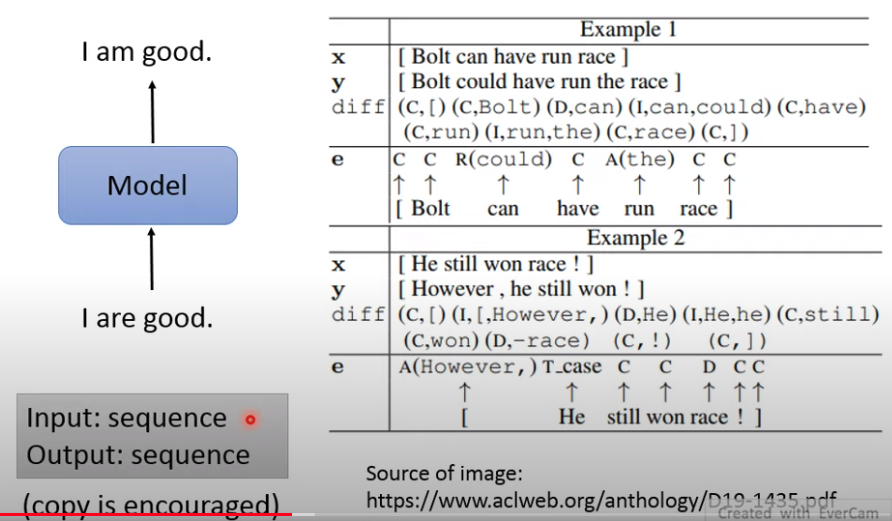 I am good.
Model
I are good.
Input: sequence
Output: sequence
(copy is encouraged)
Example 1
x [ Bolt can have run race ]
y [ Bolt could have run the race ]
diff (C,[) (C,Bolt) (D,can) (I,can,could) (C,have)
(C,run) (I,run,the) (C,race) (C,])
e C C R(could) C A(the) C C
↑ ↑ ↑ ↑ ↑ ↑ ↑
[ Bolt can have run race ]
Example 2
x [ He still won race ! ]
y [ However , he still won ! ]
diff (C,[) (I,[,However,) (D,He) (I,He,he) (C,still)
(C,won) (D,-race) (C,!) (C,])
e A(However,) T_case C C D C C
↑ ↑ ↑ ↑ ↑ ↑ ↑
[ He still won race ! ]
Source of image:
https://www.aclweb.org/anthology/D19-1435.pdf
Created with EverCam